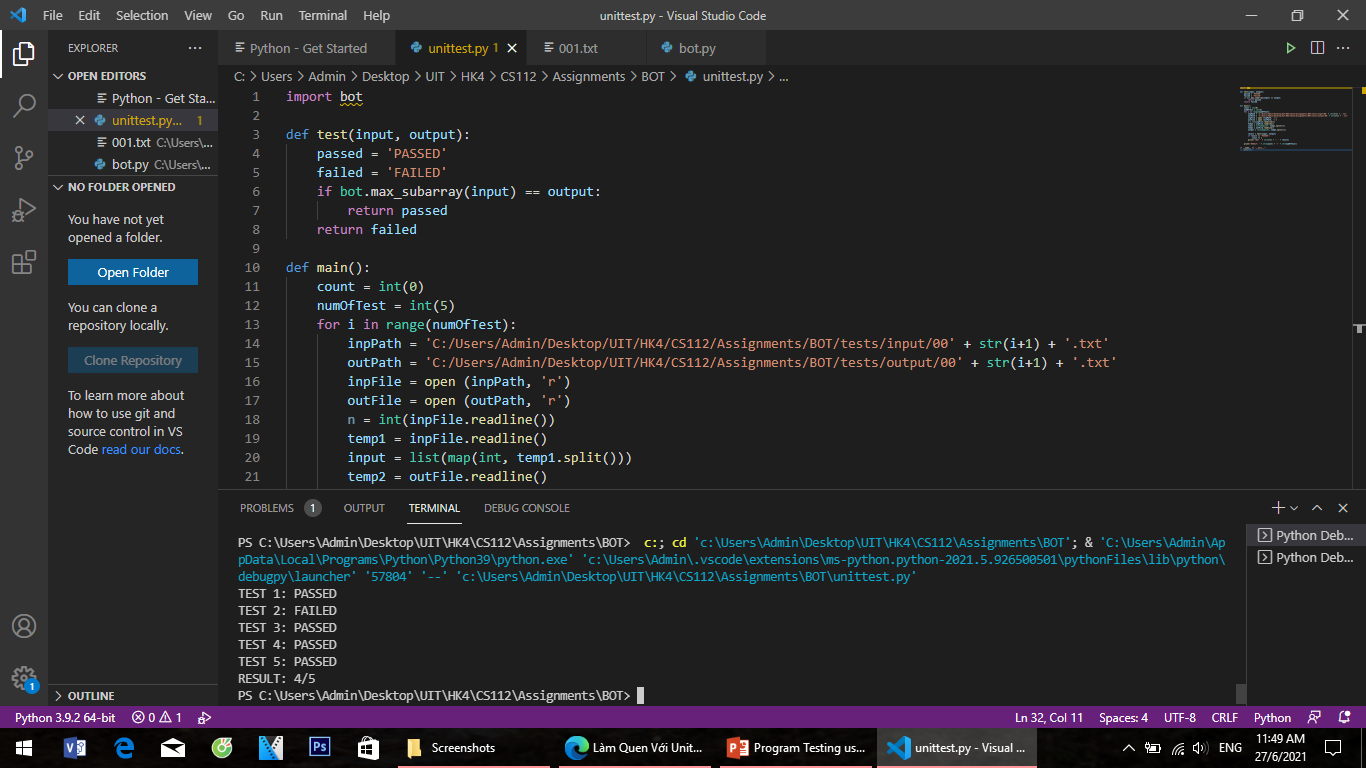 File Edit Selection View Go Run Terminal Help unittest.py - Visual Studio Code
EXPLORER ...
OPEN EDITORS
Python - Get Sta...
unittest.py... 1
001.txt C:\Users\...
bot.py C:\Users\...
NO FOLDER OPENED
You have not yet
opened a folder.
Open Folder
You can clone a
repository locally.
Clone Repository
To learn more about
how to use git and
source control in VS
Code read our docs.
OUTLINE
Python - Get Started unittest.py 1 001.txt bot.py
C: > Users > Admin > Desktop > UIT > HK4 > CS112 > Assignments > BOT > unittest.py > ...
1 import bot
2
3 def test(input, output):
4 passed = 'PASSED'
5 failed = 'FAILED'
6 if bot.max_subarray(input) == output:
7 return passed
8 return failed
9
10 def main():
11 count = int(0)
12 numOfTest = int(5)
13 for i in range(numOfTest):
14 inpPath = 'C:/Users/Admin/Desktop/UIT/HK4/CS112/Assignments/BOT/tests/input/00' + str(i+1) + '.txt'
15 outPath = 'C:/Users/Admin/Desktop/UIT/HK4/CS112/Assignments/BOT/tests/output/00' + str(i+1) + '.txt'
16 inpFile = open (inpPath, 'r')
17 outFile = open (outPath, 'r')
18 n = int(inpFile.readline())
19 temp1 = inpFile.readline()
20 input = list(map(int, temp1.split()))
21 temp2 = outFile.readline()
PROBLEMS 1 OUTPUT TERMINAL DEBUG CONSOLE
PS C:\Users\Admin\Desktop\UIT\HK4\CS112\Assignments\BOT> c:; cd 'c:\Users\Admin\Desktop\UIT\HK4\CS112\Assignments\BOT'; & 'C:\Users\Admin\Ap
pData\Local\Programs\Python\Python39\python.exe' 'c:\Users\Admin\.vscode\extensions\ms-python.python-2021.5.926500501\pythonFiles\lib\python\
debugpy\launcher' '57804' '--' 'c:\Users\Admin\Desktop\UIT\HK4\CS112\Assignments\BOT\unittest.py'
TEST 1: PASSED
TEST 2: FAILED
TEST 3: PASSED
TEST 4: PASSED
TEST 5: PASSED
RESULT: 4/5
PS C:\Users\Admin\Desktop\UIT\HK4\CS112\Assignments\BOT>
Python Deb...
Python Deb...
1
Python 3.9.2 64-bit 0 1 Ln 32, Col 11 Spaces: 4 UTF-8 CRLF Python
Ps Screenshots Làm Quen Với Unit... Program Testing us... unittest.py - Visual ... ENG 11:49 AM
27/6/2021